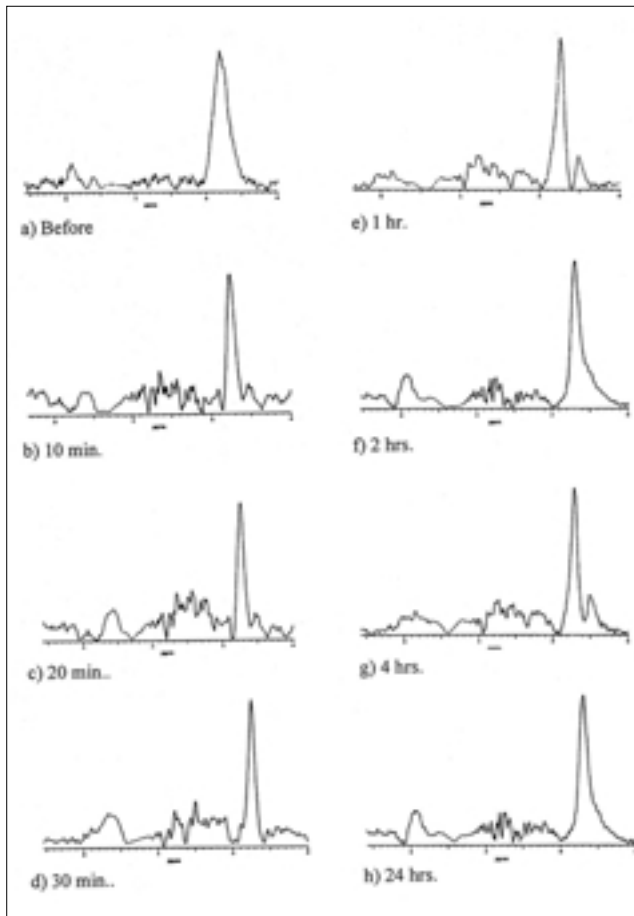 a) Before
b) 10 min.
c) 20 min..
d) 30 min..
e) 1 hr.
f) 2 hrs.
g) 4 hrs.
h) 24 hrs.